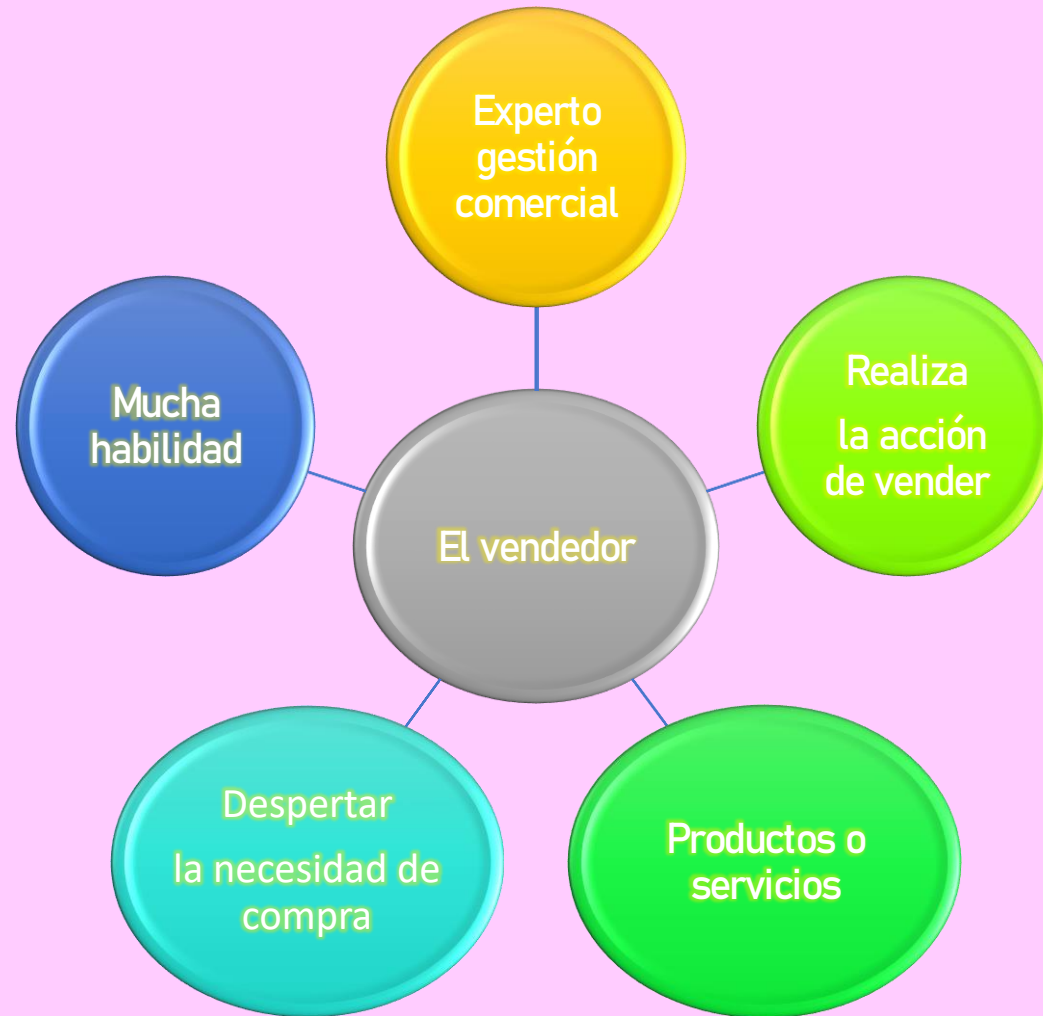 Experto
gestión
comercial
Realiza
la acción
de vender
Mucha
habilidad
El vendedor
Despertar
la necesidad de
compra
Productos o
servicios